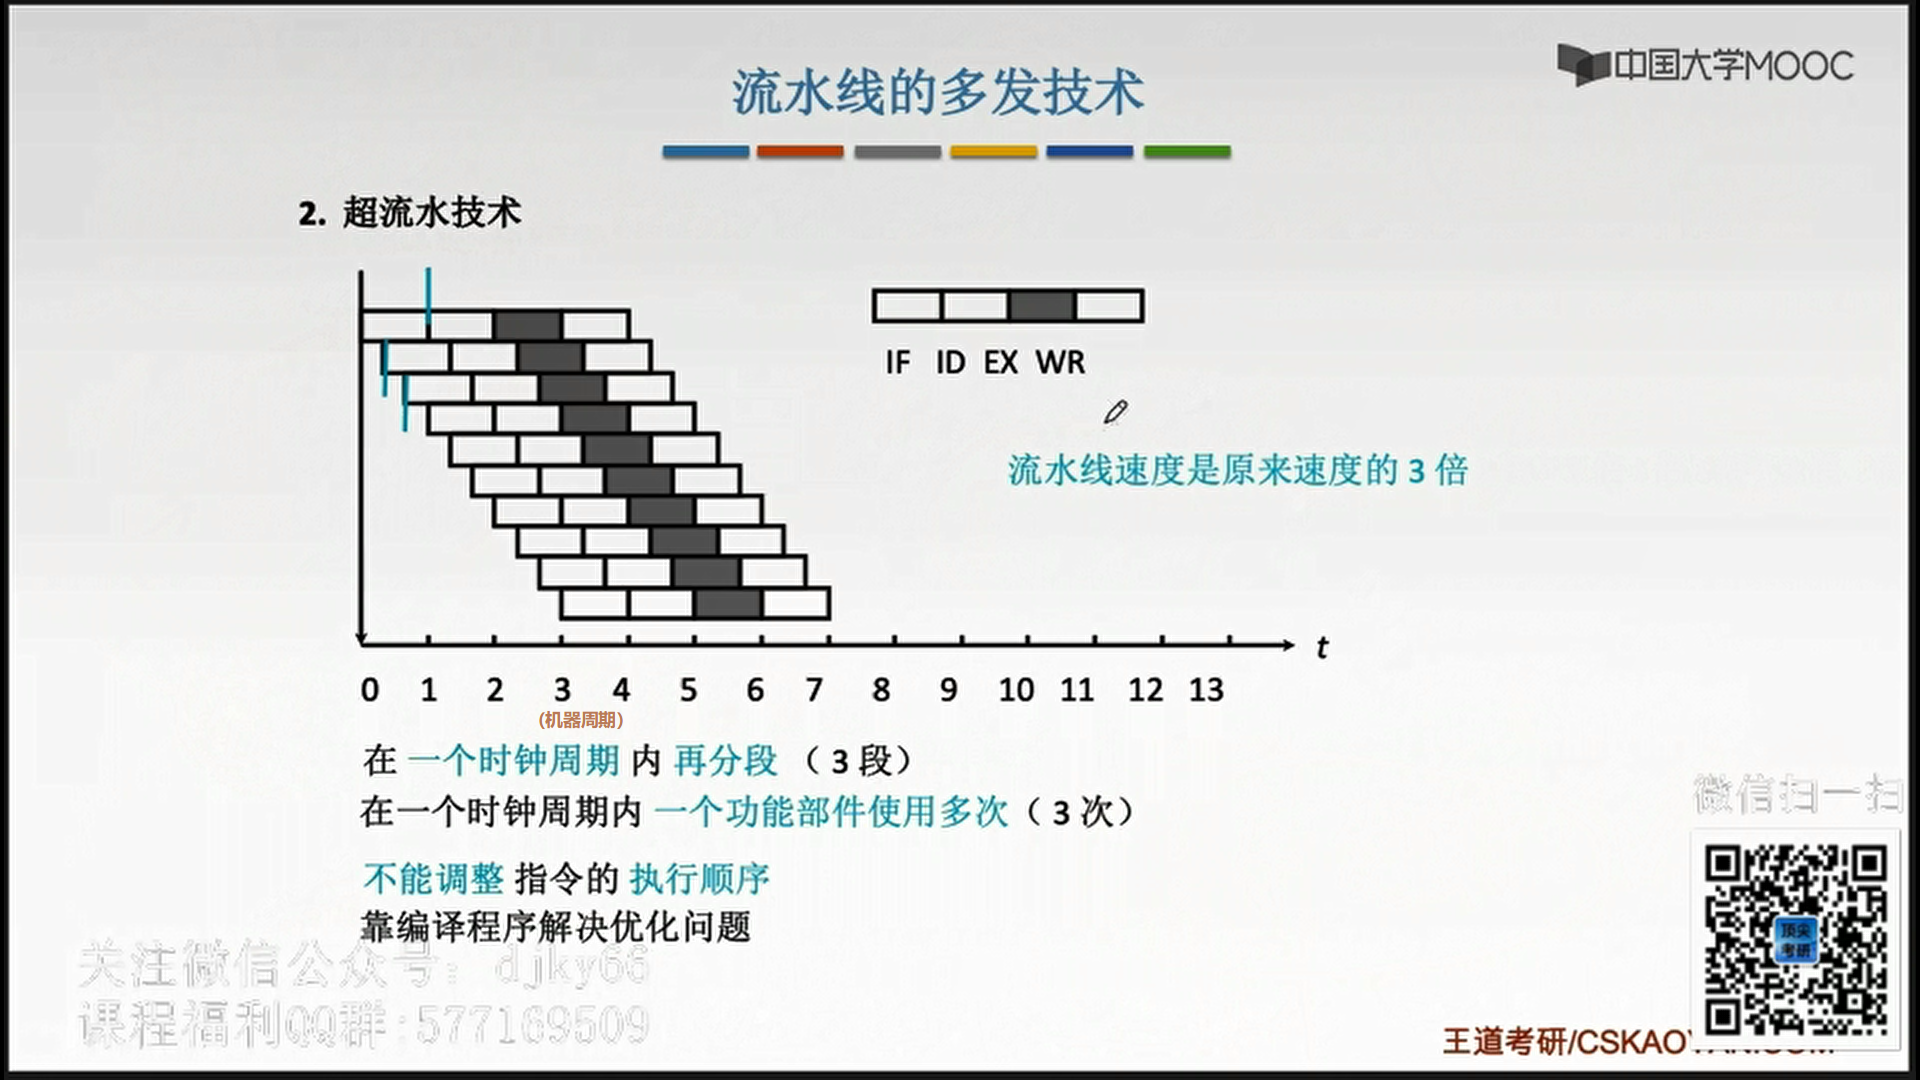 中国大学MOOC
流水线的多发技术
2. 超流水技术
IF ID EX WR
流水线速度是原来速度的 3 倍
t
0 1 2 3 4 5 6 7 8 9 10 11 12 13
(机器周期)
在 一个时钟周期 内 再分段 （ 3 段）
在一个时钟周期内 一个功能部件使用多次（ 3 次）
不能调整 指令的 执行顺序
靠编译程序解决优化问题
微信扫一扫
顶尖
考研
关注微信公众号: djky66
课程福利QQ群:577169509
王道考研/CSKAOYAN.COM